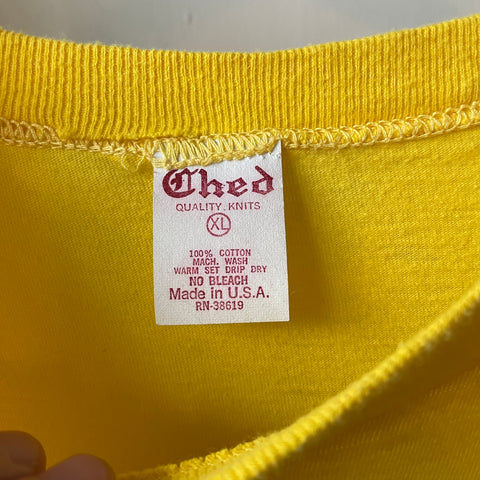 Ched
QUALITY KNITS
XL
100% COTTON
MACH. WASH
WARM SET DRIP DRY
NO BLEACH
Made in U.S.A.
RN-38619